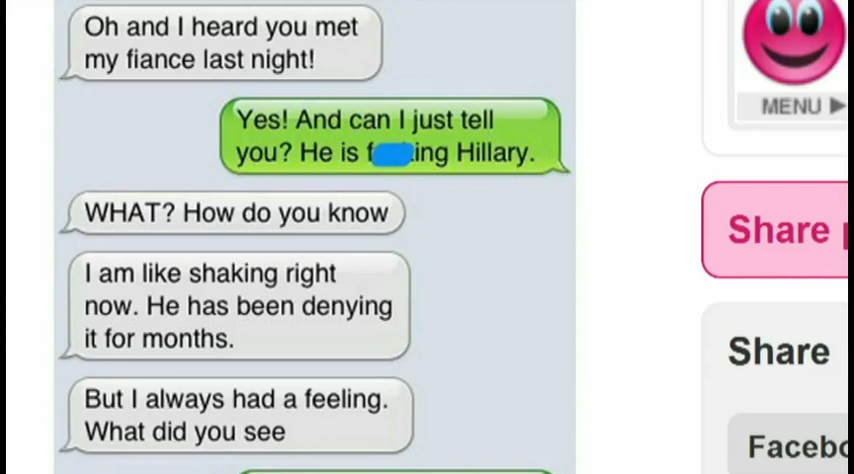 Oh and I heard you met
my fiance last night!
Yes! And can I just tell
you? He is f ing Hillary.
WHAT? How do you know
I am like shaking right
now. He has been denying
it for months.
But I always had a feeling.
What did you see
MENU
Share
Share
Facebo